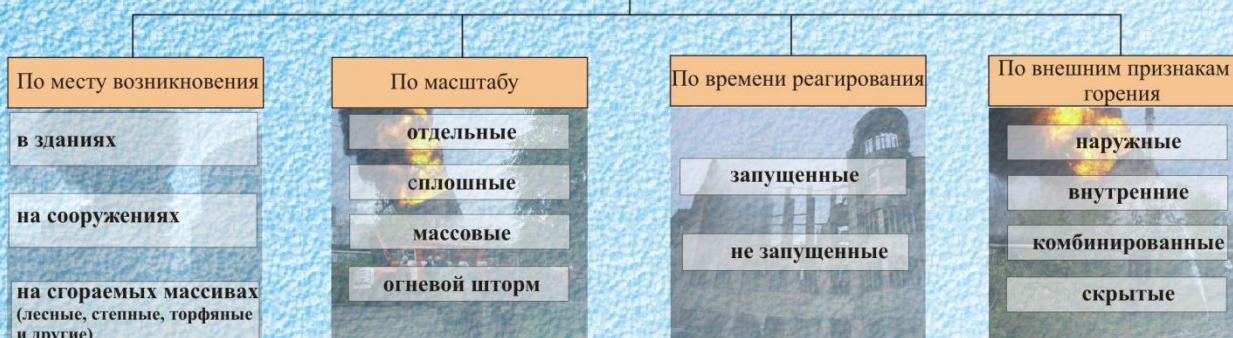 По месту возникновения
в зданиях
на сооружениях
на сгораемых массивах
(лесные, степные, торфяные
и другие)
По масштабу
отдельные
сплошные
массовые
огневой шторм
По времени реагирования
запущенные
не запущенные
По внешним признакам
горения
наружные
внутренние
комбинированные
скрытые